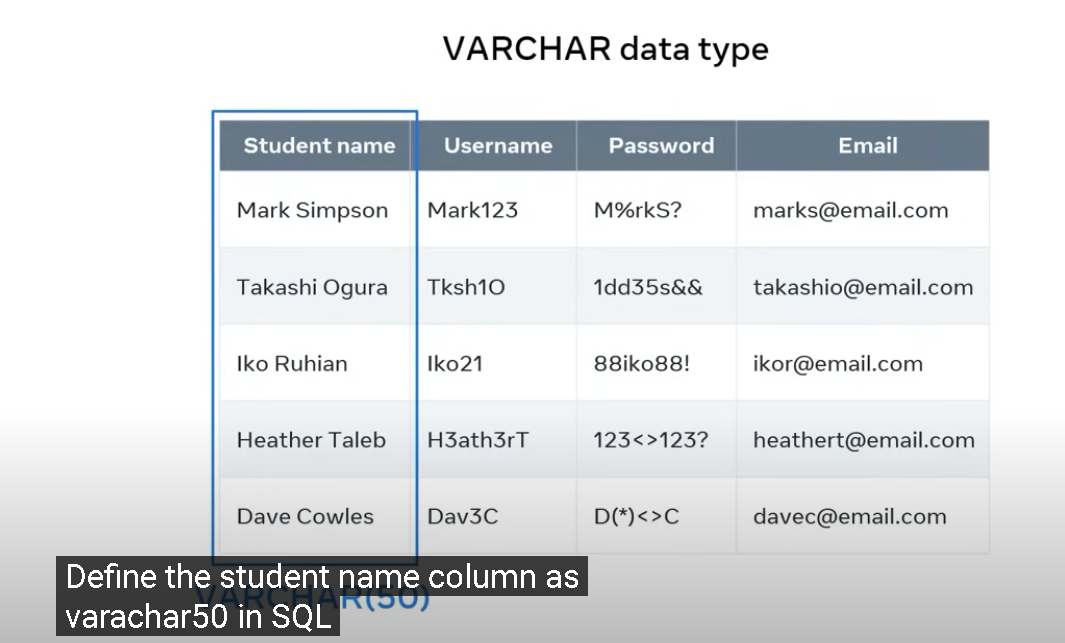 VARCHAR data type
Student name Username Password Email
Mark Simpson Mark123 M%rkS? marks@email.com
Takashi Ogura Tksh1O 1dd35s&& takashio@email.com
Iko Ruhian Iko21 88iko88! ikor@email.com
Heather Taleb H3ath3rT 123<>123? heathert@email.com
Dave Cowles Dav3C D(*)<>C davec@email.com
VARCHAR(50)
Define the student name column as
varachar50 in SQL